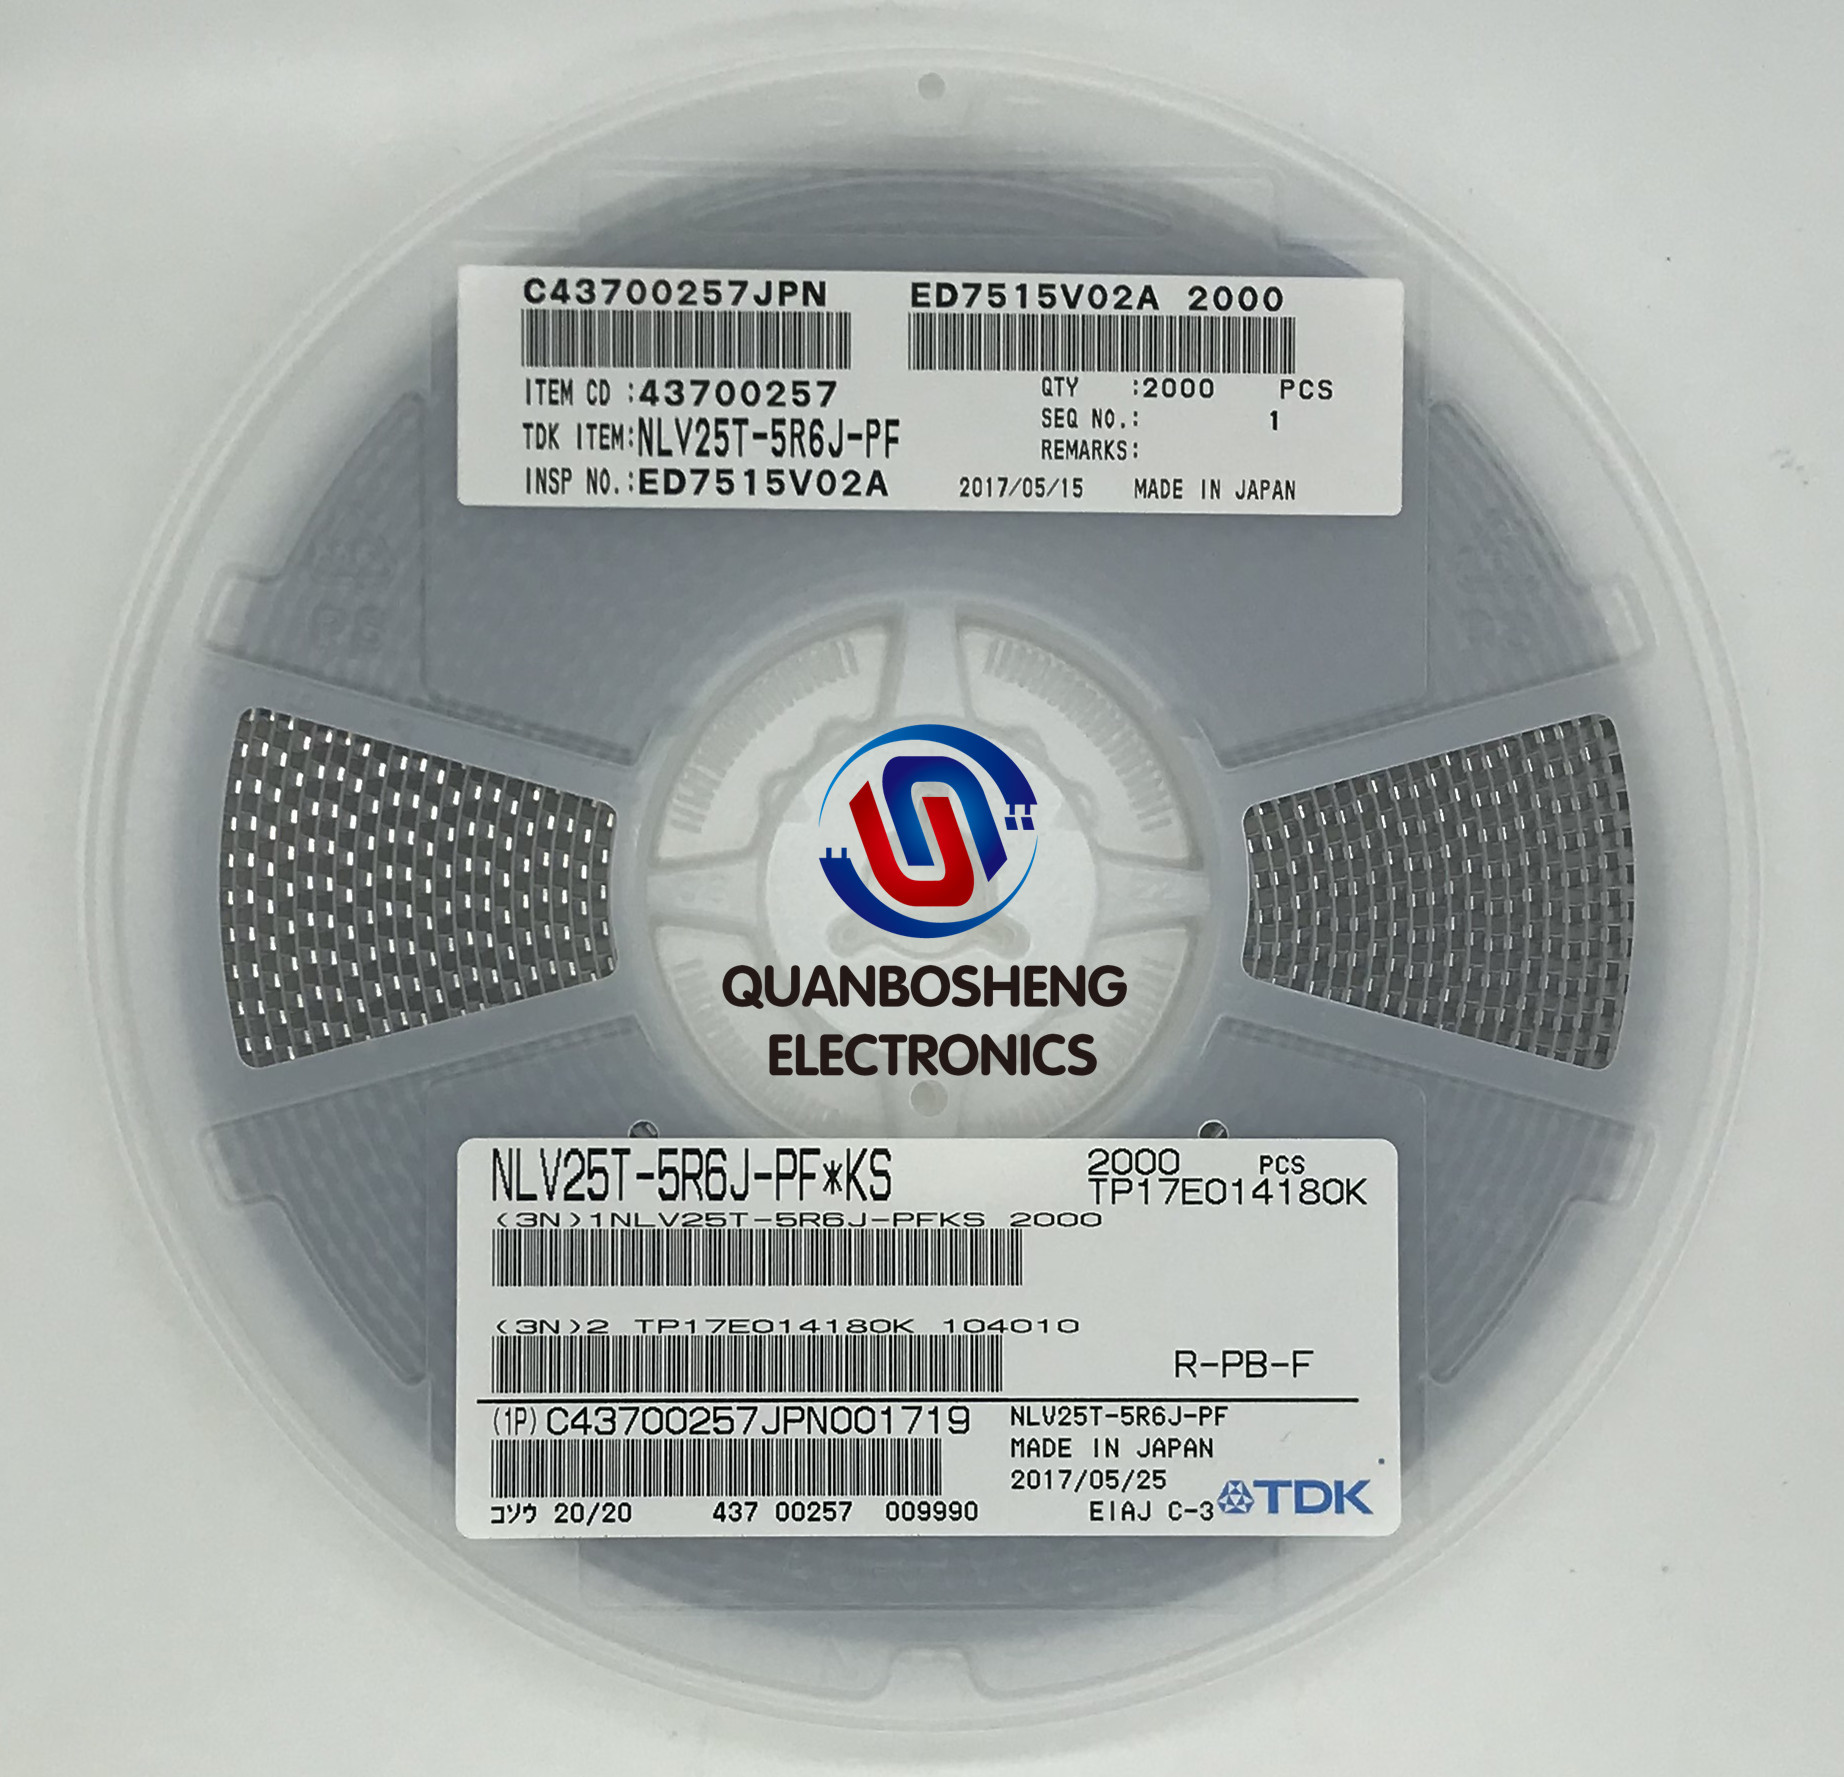 C43700257JPN ED7515V02A 2000
ITEM CD :43700257 QTY :2000 PCS
TDK ITEM:NLV25T-5R6J-PF SEQ NO.: 1
REMARKS:
INSP NO.:ED7515V02A 2017/05/15 MADE IN JAPAN
QUANBOSHENG
ELECTRONICS
NLV25T-5R6J-PF*KS 2000 PCS
TP17E014180K
(3N)1NLV25T-5R6J-PFKS 2000
(3N)2 TP17E014180K 104010
R-PB-F
(1P)C43700257JPN001719 NLV25T-5R6J-PF
MADE IN JAPAN
2017/05/25
コソウ 20/20 437 00257 009990 EIAJ C-3 TDK